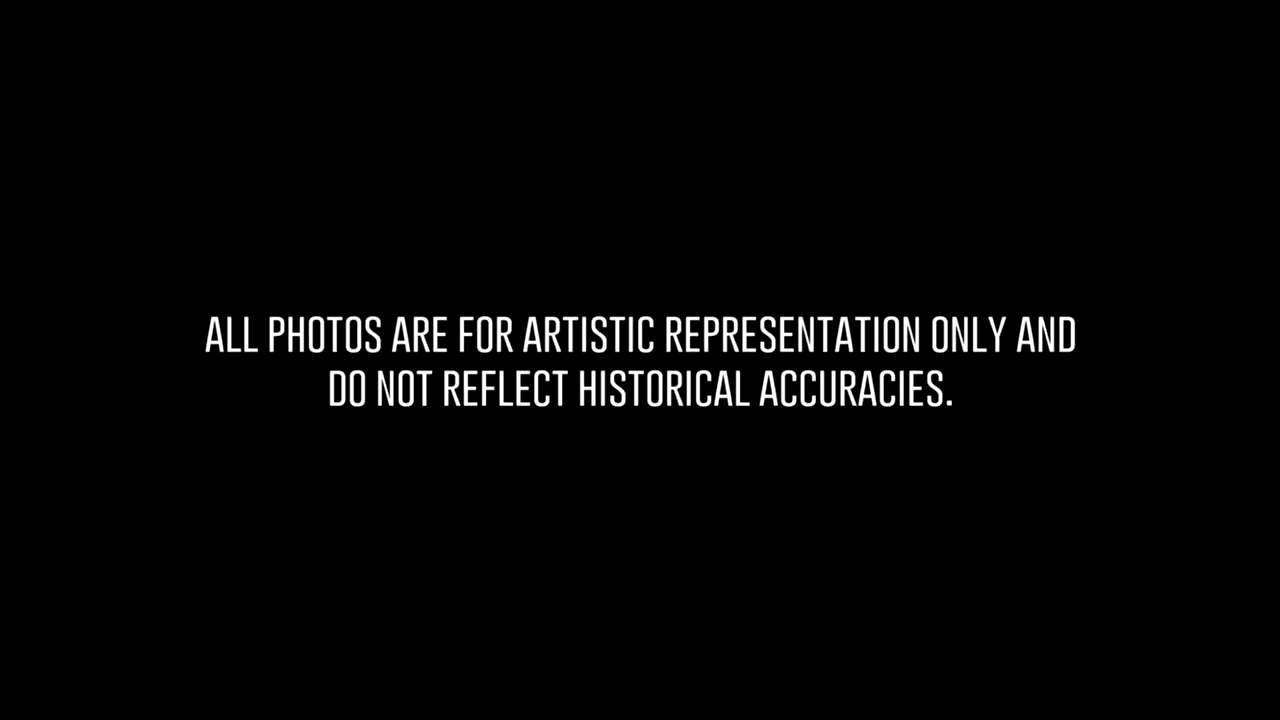 ALL PHOTOS ARE FOR ARTISTIC REPRESENTATION ONLY AND
DO NOT REFLECT HISTORICAL ACCURACIES.